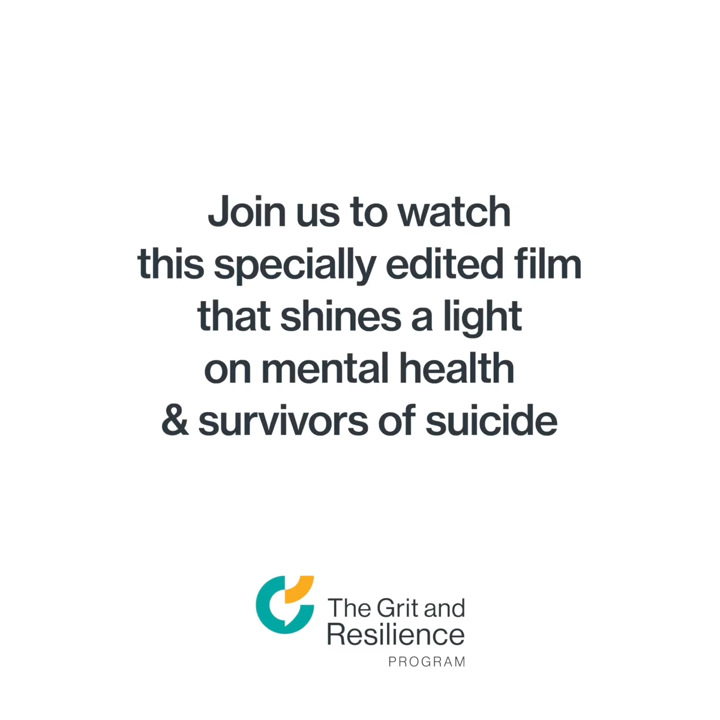 Join us to watch
this specially edited film
that shines a light
on mental health
& survivors of suicide
The Grit and
Resilience
PROGRAM